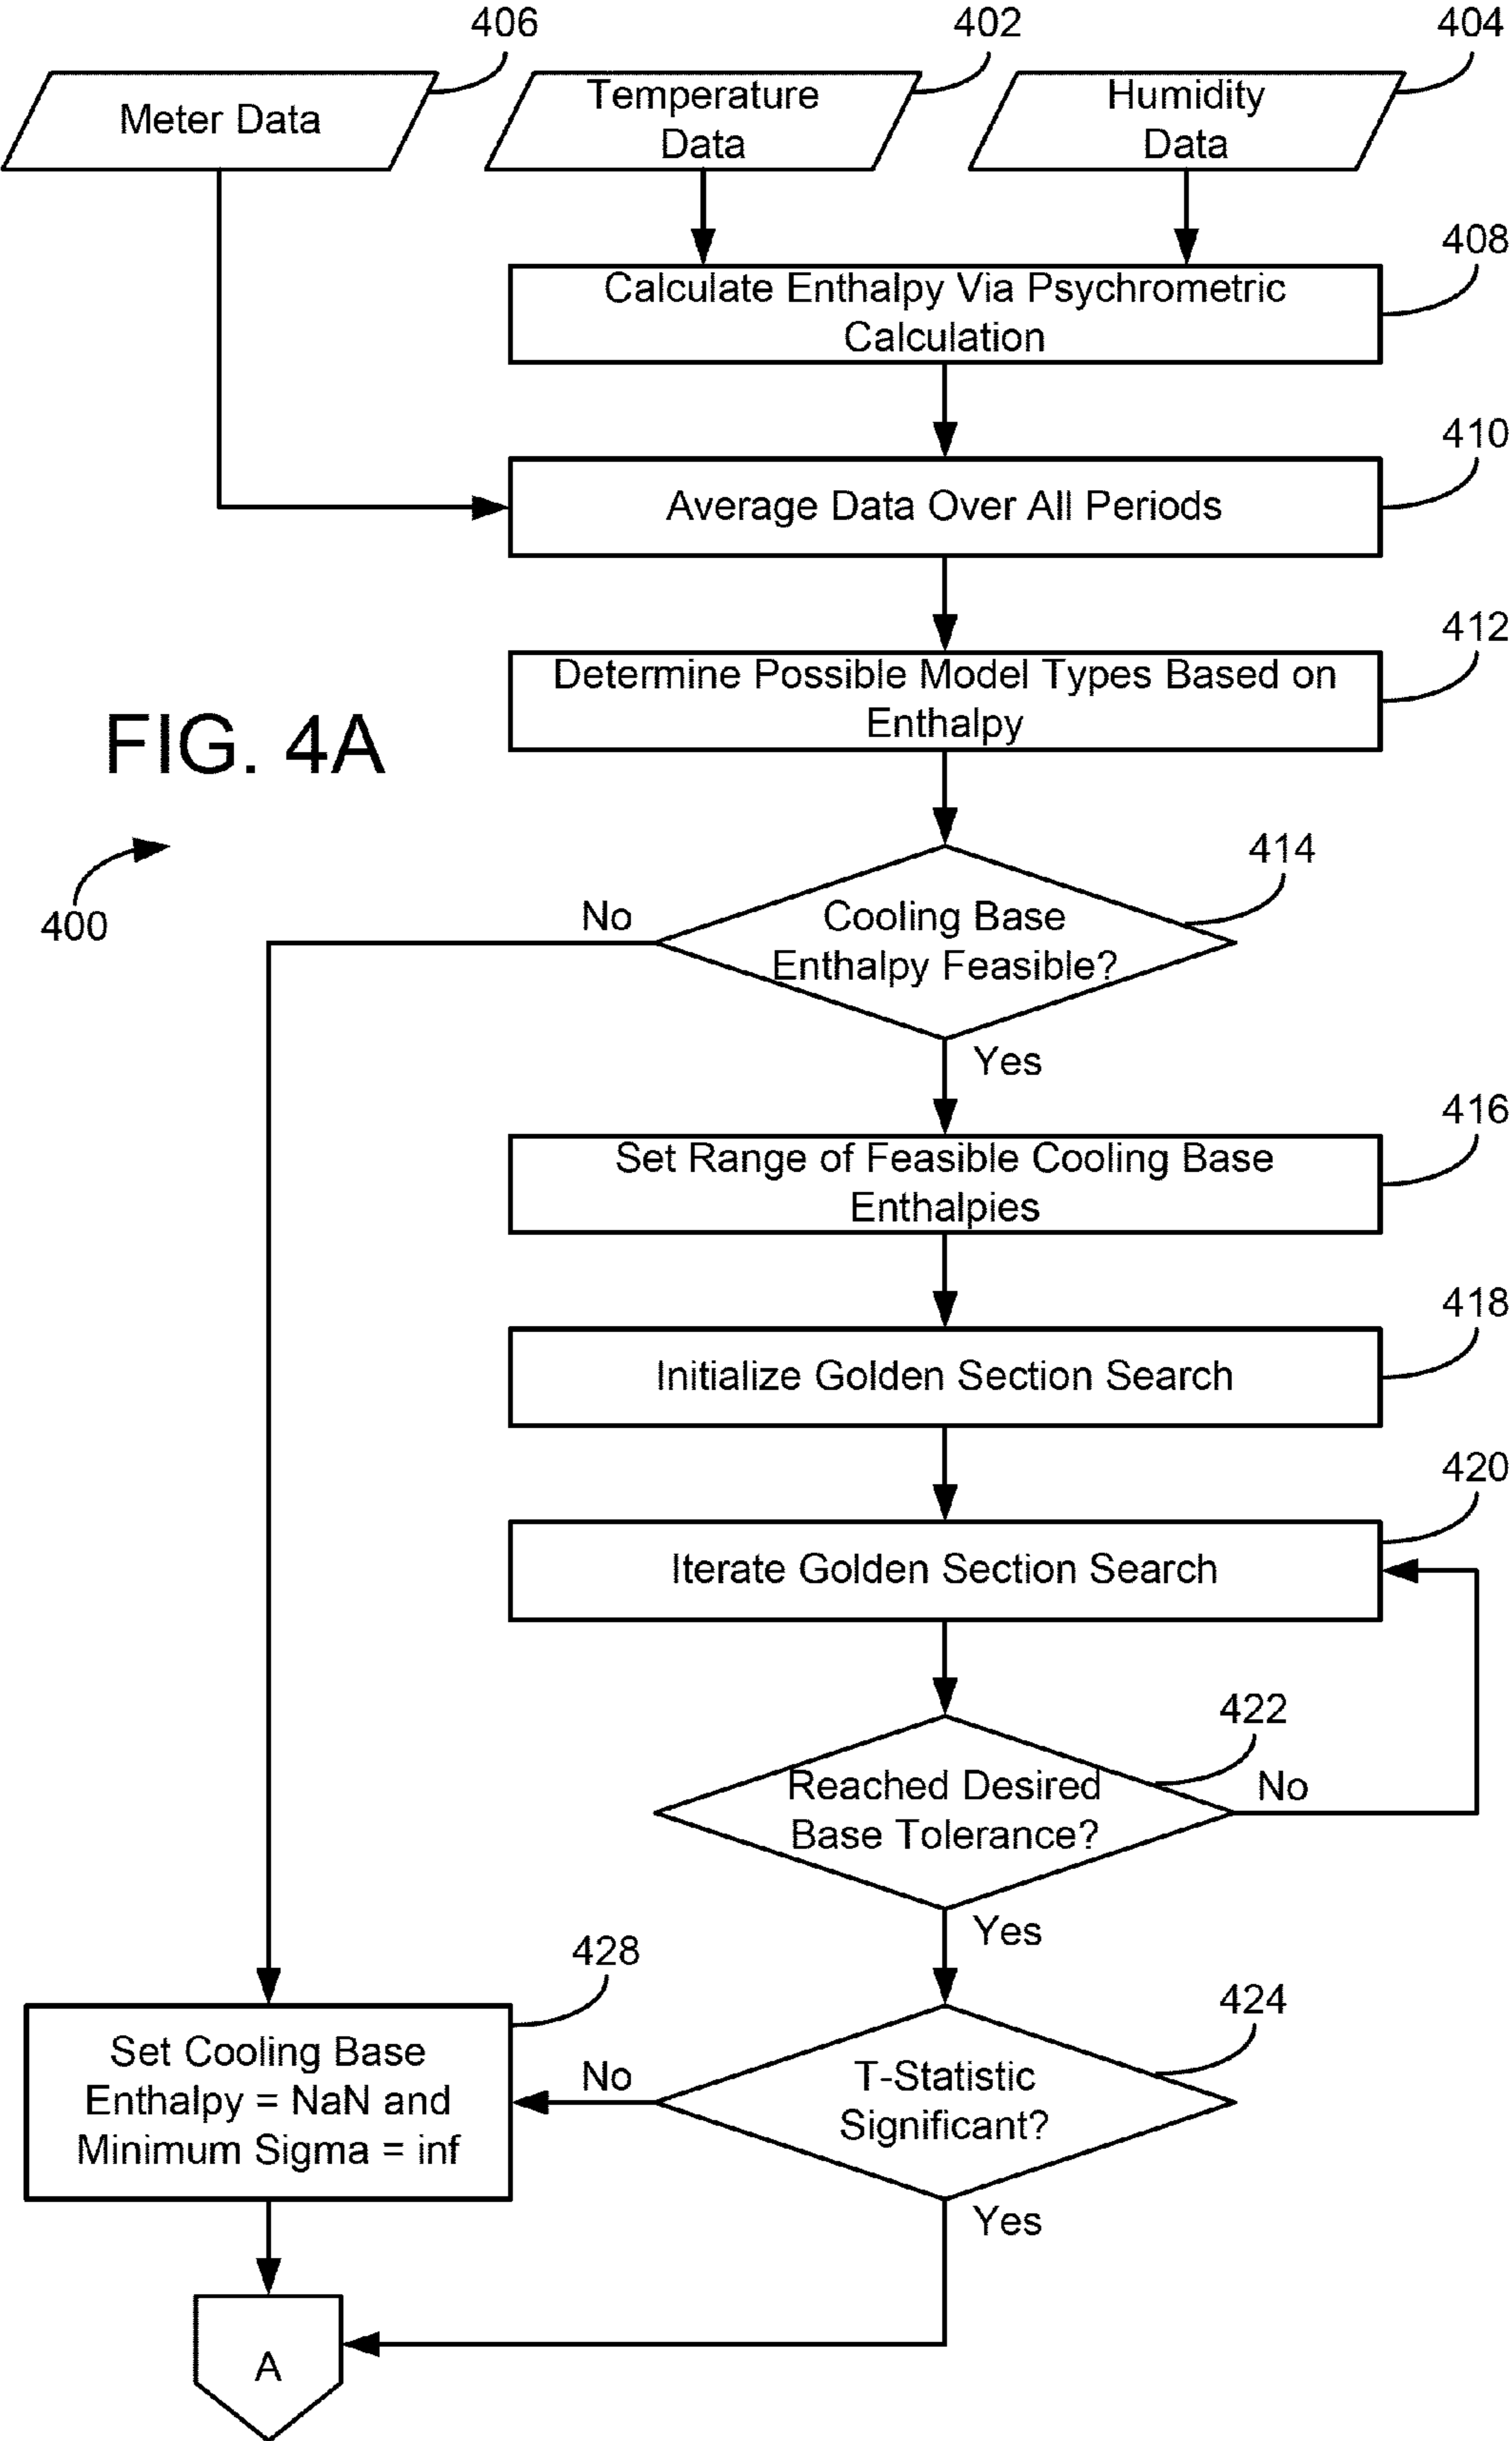 406
402
404
Meter Data
Temperature
Data
Humidity
Data
408
Calculate Enthalpy Via Psychrometric
Calculation
410
Average Data Over All Periods
412
Determine Possible Model Types Based on
Enthalpy
FIG. 4A
400
414
No
Cooling Base
Enthalpy Feasible?
Yes
416
Set Range of Feasible Cooling Base
Enthalpies
418
Initialize Golden Section Search
420
Iterate Golden Section Search
422
Reached Desired
Base Tolerance?
No
Yes
428
424
Set Cooling Base
Enthalpy = NaN and
Minimum Sigma = inf
No
T-Statistic
Significant?
Yes
A